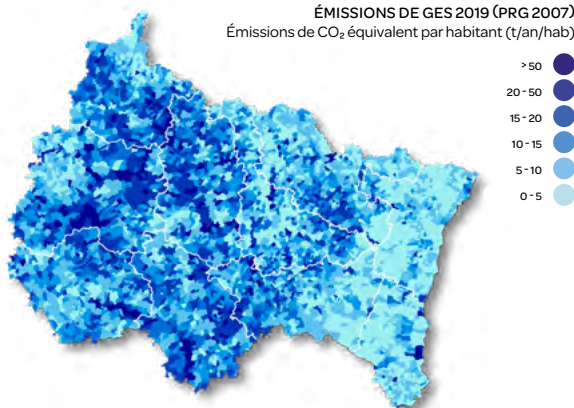 ÉMISSIONS DE GES 2019 (PRG 2007)
Émissions de CO₂ équivalent par habitant (t/an/hab)
> 50
20 - 50
15 - 20
10 - 15
5 - 10
0 - 5